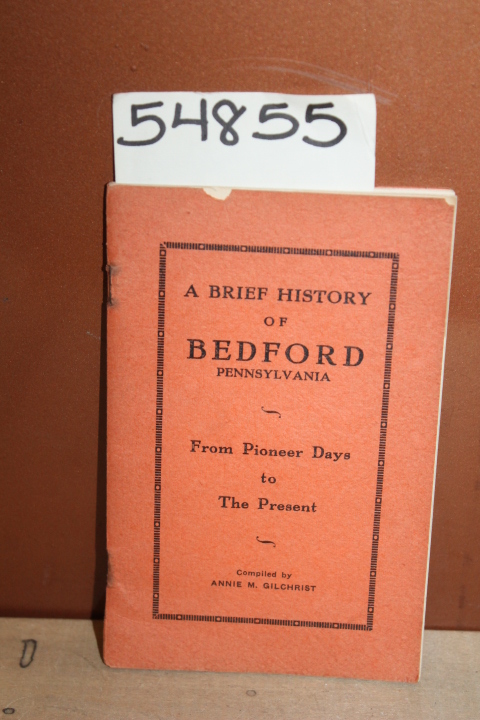 54855
A BRIEF HISTORY
OF
BEDFORD
PENNSYLVANIA
From Pioneer Days
to
The Present
Compiled by
ANNIE M. GILCHRIST
D